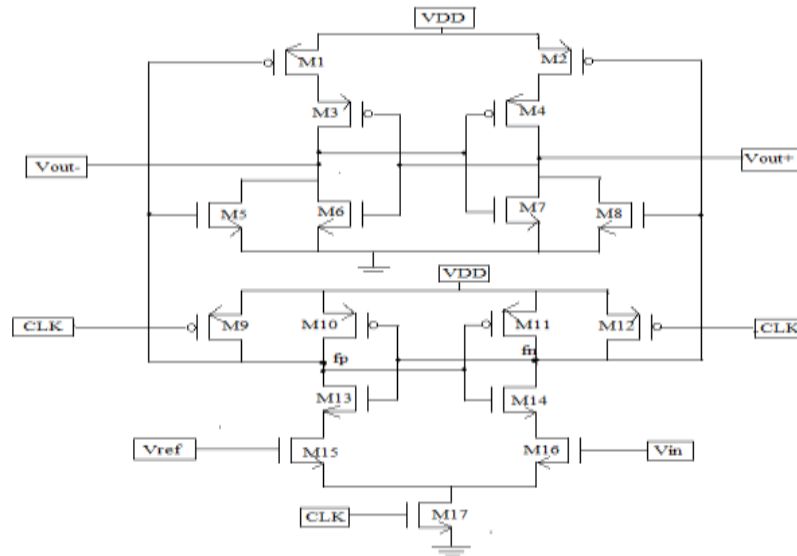 VDD
M1
M2
M3
M4
Vout-
Vout+
M5
M6
M7
M8
VDD
CLK
M9
M10
M11
M12
CLK
fp
fn
M13
M14
Vref
M15
M16
Vin
CLK
M17